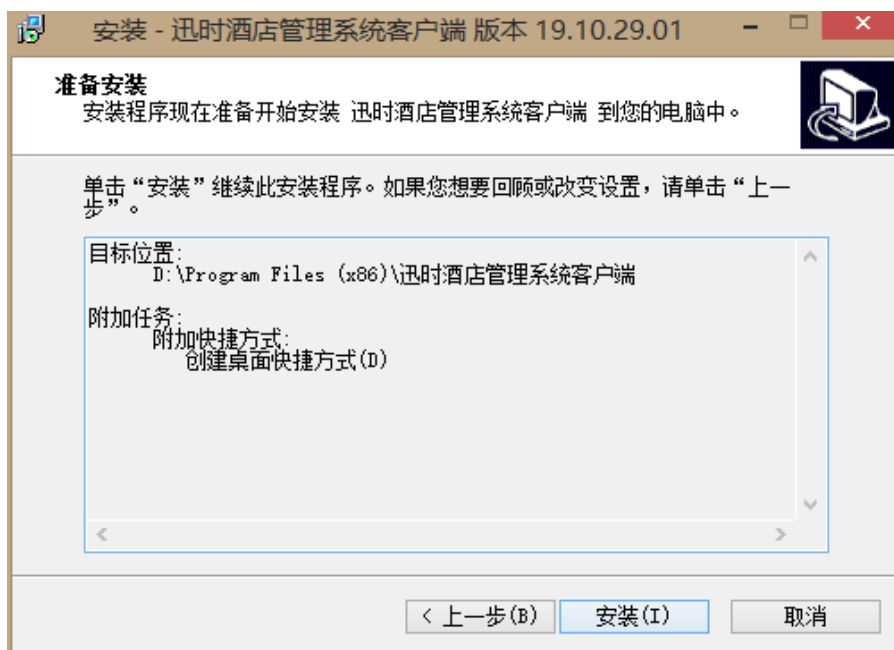 安装 - 迅时酒店管理系统客户端 版本 19.10.29.01
准备安装
安装程序现在准备开始安装 迅时酒店管理系统客户端 到您的电脑中。
单击“安装”继续此安装程序。如果您想要回顾或改变设置，请单击“上一
步”。
目标位置:
D:\Program Files (x86)\迅时酒店管理系统客户端
附加任务:
附加快捷方式:
创建桌面快捷方式(D)
< 上一步(B)
安装(I)
取消